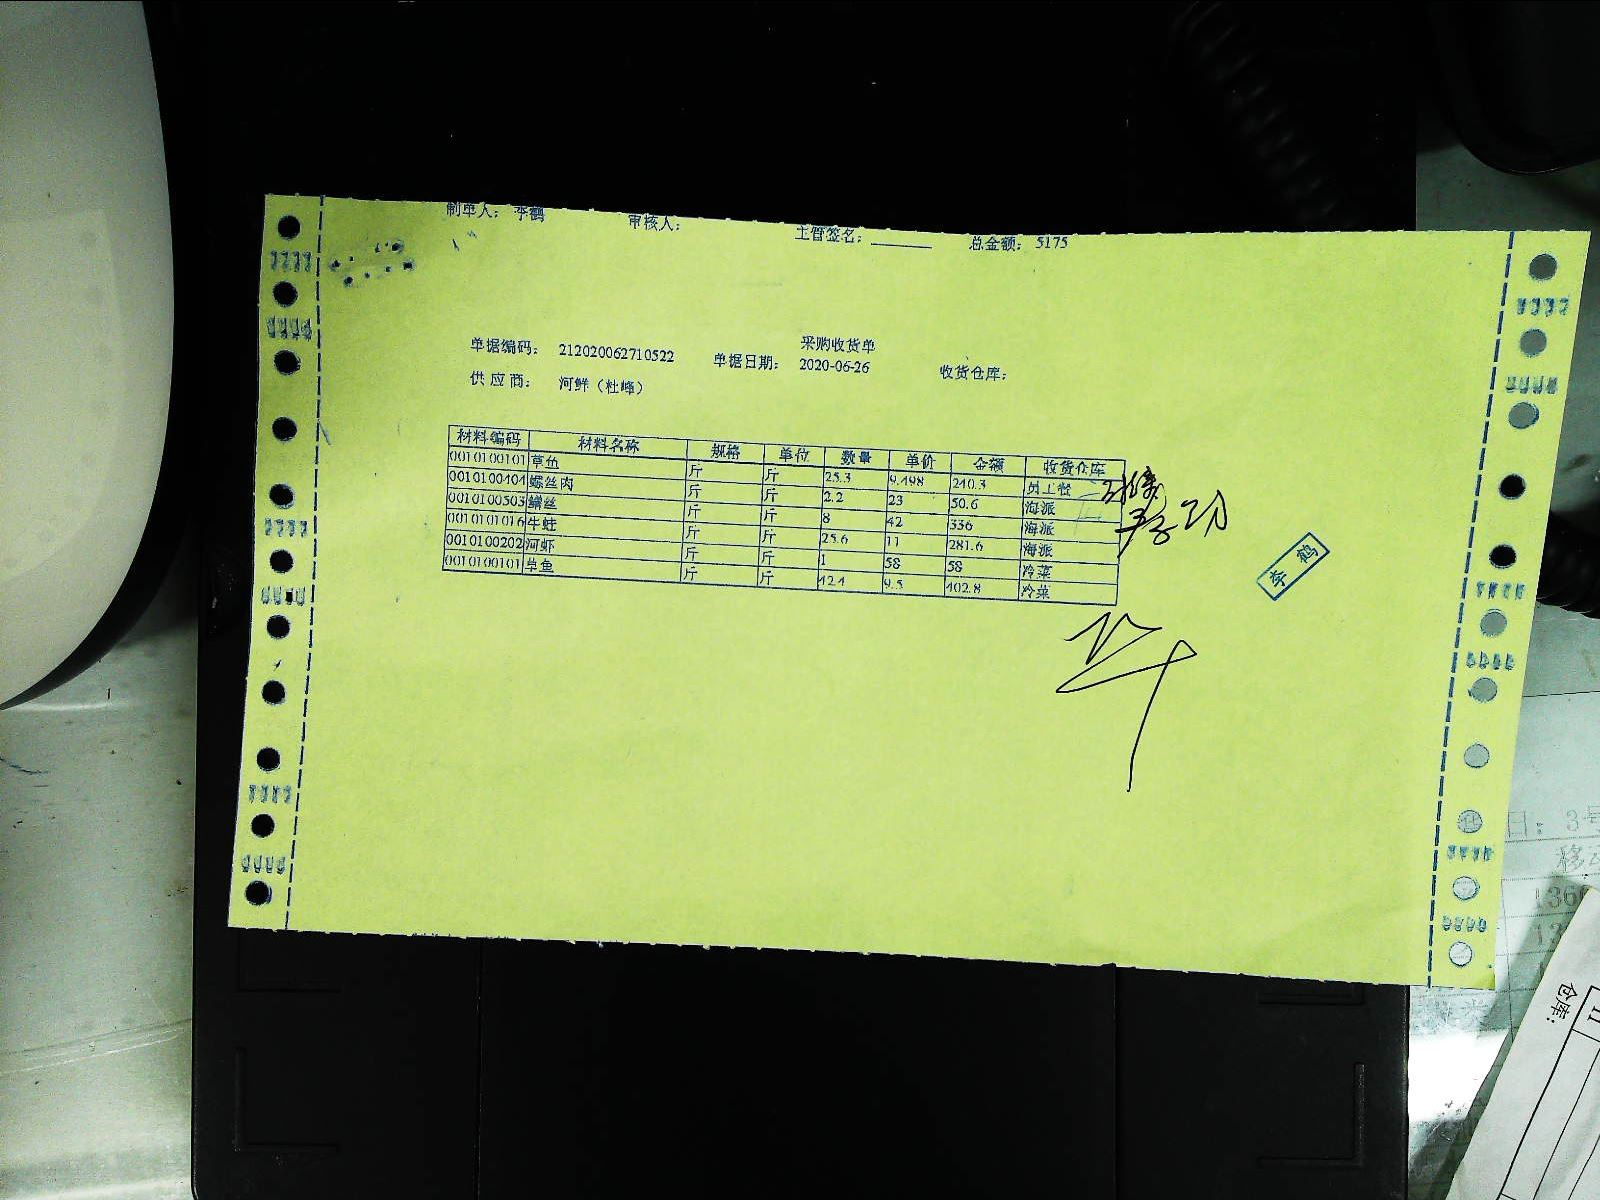 制单人: 李鹤 审核人: 主管签名: 总金额: 5175
采购收货单
单据编码: 212020062710522 单据日期: 2020-06-26 收货仓库:
供应商: 河鲜(杜峰)
材料编码 材料名称 规格 单位 数量 单价 金额 收货仓库
0010100101 草鱼 斤 斤 25.3 9.498 240.3 员工餐
0010100404 螺丝肉 斤 斤 2.2 23 50.6 海派
0010100503 鳝丝 斤 斤 8 42 336 海派
0010101016 牛蛙 斤 斤 25.6 11 281.6 海派
0010100202 河虾 斤 斤 1 58 58 冷菜
0010100101 草鱼 斤 斤 42.4 9.5 402.8 冷菜
李鹤
日: 3号
仓库: